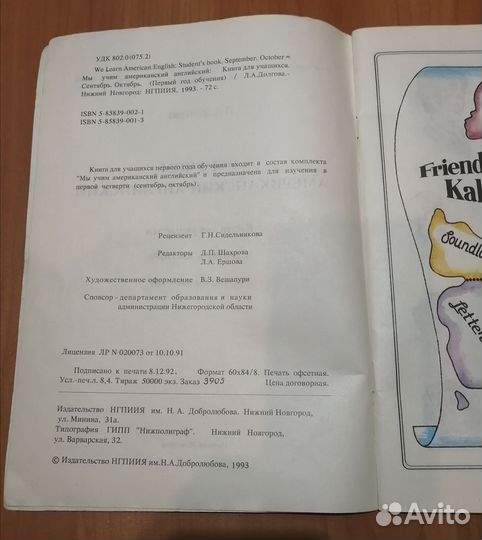 УДК 802.0(075.2)
We Learn American English: Student's book. September. October =
Мы учим американский английский: Книга для учащихся.
Сентябрь. Октябрь. (Первый год обучения) / Л.А.Долгова.-
Нижний Новгород: НГПИИЯ, 1993. - 72 с.
ISBN 5-85839-002-1
ISBN 5-85839-001-3
Книга для учащихся первого года обучения входит в состав комплекта
"Мы учим американский английский" и предназначена для изучения в
первой четверти (сентябрь, октябрь).
Рецензент Г.Н.Сидельникова
Редакторы Л.П. Шахрова
Л.А. Ершова
Художественное оформление В.З. Вешапури
Спонсор - департамент образования и науки
администрации Нижегородской области
Лицензия ЛР N 020073 от 10.10.91
Подписано к печати 8.12.92. Формат 60х84/8. Печать офсетная.
Усл.-печ.л. 8,4. Тираж 50000 экз. Заказ 3905 Цена договорная.
Издательство НГПИИЯ им. Н.А. Добролюбова. Нижний Новгород,
ул. Минина, 31а.
Типография ГИПП "Нижполиграф". Нижний Новгород,
ул. Варварская, 32.
© Издательство НГПИИЯ им.Н.А.Добролюбова, 1993
Friend
Kal
Soundla
Letter
Avito